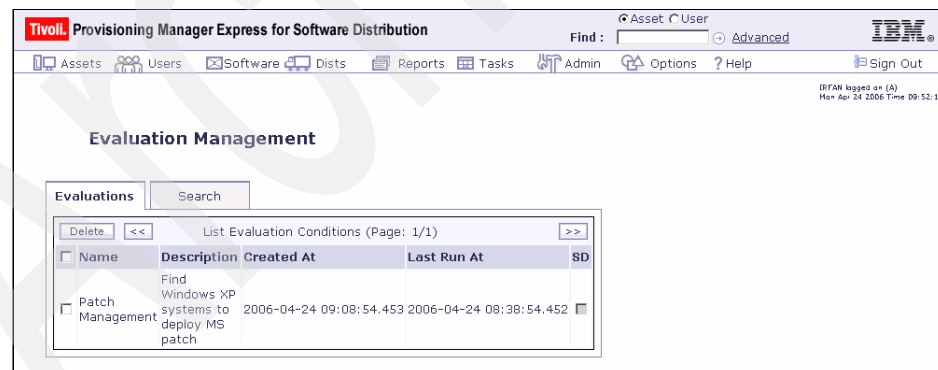 Tivoli. Provisioning Manager Express for Software Distribution
Asset User
Find : Advanced
IBM®
Assets Users Software Dists Reports Tasks Admin Options ? Help Sign Out
IRFAN logged on (A)
Mon Apr 24 2006 Time 09:52:1
Evaluation Management
Evaluations Search
Delete << List Evaluation Conditions (Page: 1/1) >>
Name Description Created At Last Run At SD
Patch Management
Find Windows XP systems to deploy MS patch
2006-04-24 09:08:54.453 2006-04-24 08:38:54.452